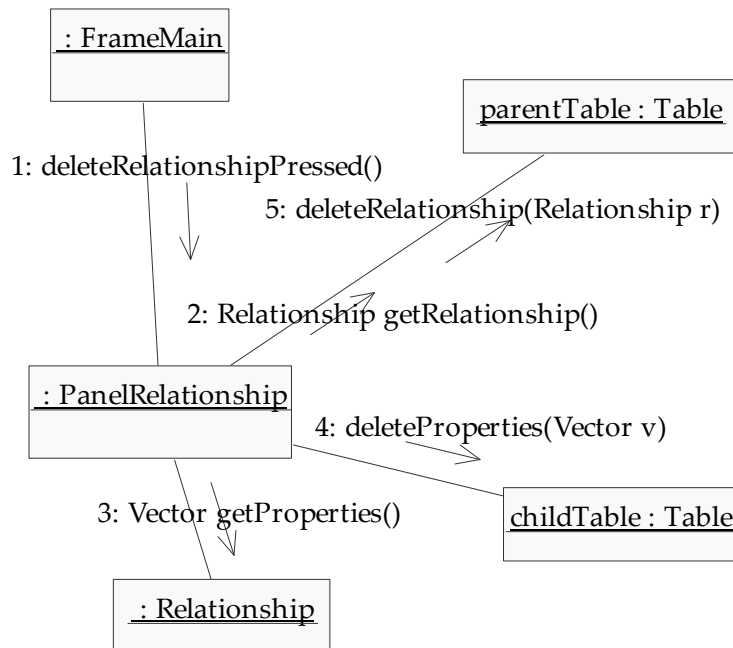 : FrameMain
parentTable : Table
1: deleteRelationshipPressed()
5: deleteRelationship(Relationship r)
2: Relationship getRelationship()
: PanelRelationship
4: deleteProperties(Vector v)
3: Vector getProperties()
childTable : Table
: Relationship